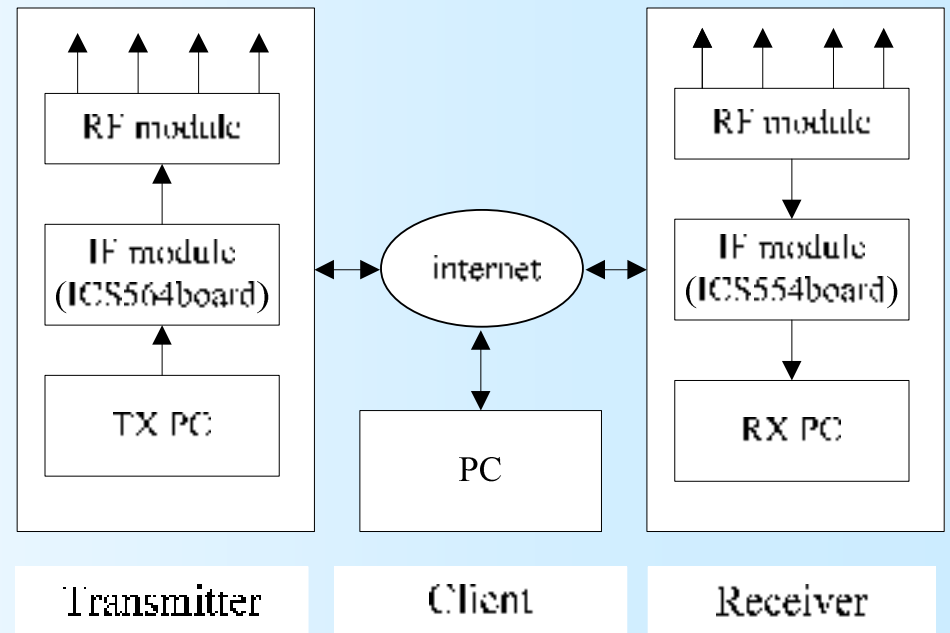 RF module
IF module
(ICS564board)
TX PC
internet
PC
RF module
IF module
(ICS554board)
RX PC
Transmitter
Client
Receiver